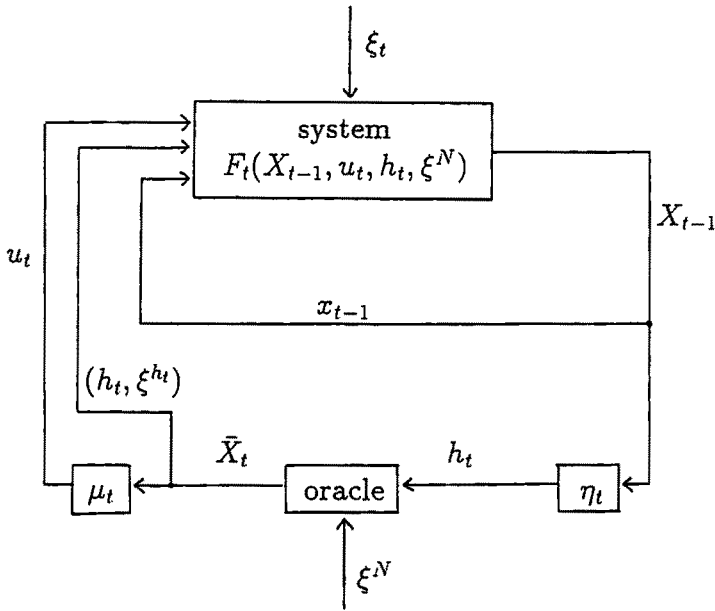 ξ_t
system
F_t(X_{t−1}, u_t, h_t, ξ^N)
X_{t−1}
u_t
x_{t−1}
(h_t, ξ^{h_t})
X̄_t
h_t
μ_t
oracle
η_t
ξ^N